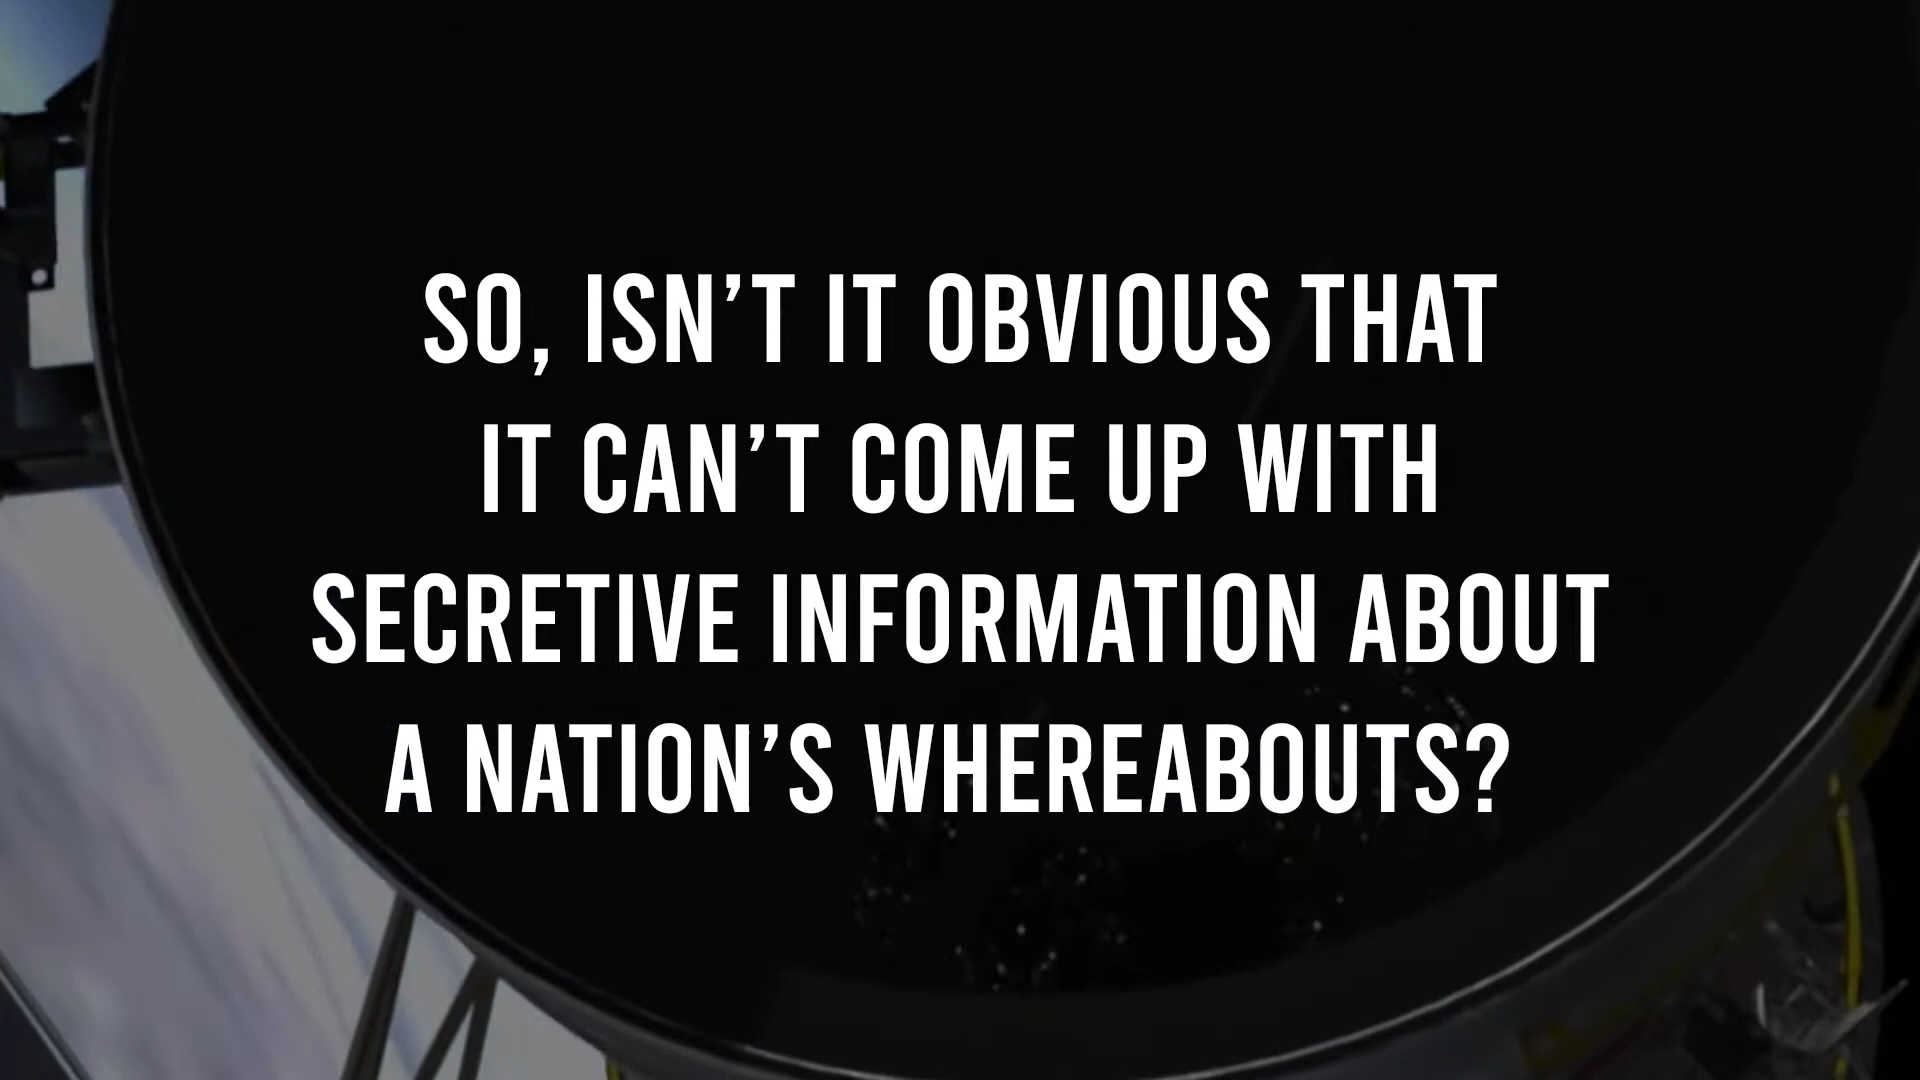 SO, ISN’T IT OBVIOUS THAT
IT CAN’T COME UP WITH
SECRETIVE INFORMATION ABOUT
A NATION’S WHEREABOUTS?